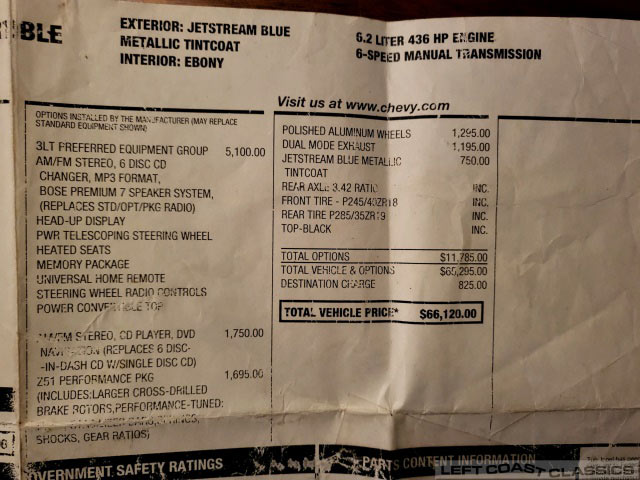 BLE
EXTERIOR: JETSTREAM BLUE
METALLIC TINTCOAT
INTERIOR: EBONY
6.2 LITER 436 HP ENGINE
6-SPEED MANUAL TRANSMISSION
Visit us at www.chevy.com
OPTIONS INSTALLED BY THE MANUFACTURER (MAY REPLACE
STANDARD EQUIPMENT SHOWN)
3LT PREFERRED EQUIPMENT GROUP 5,100.00
AM/FM STEREO, 6 DISC CD
CHANGER, MP3 FORMAT,
BOSE PREMIUM 7 SPEAKER SYSTEM,
(REPLACES STD/OPT/PKG RADIO)
HEAD-UP DISPLAY
PWR TELESCOPING STEERING WHEEL
HEATED SEATS
MEMORY PACKAGE
UNIVERSAL HOME REMOTE
STEERING WHEEL RADIO CONTROLS
POWER CONVERTIBLE TOP
AM/FM STEREO, CD PLAYER, DVD 1,750.00
NAVIGATION (REPLACES 6 DISC-
-IN-DASH CD W/SINGLE DISC CD)
Z51 PERFORMANCE PKG 1,695.00
(INCLUDES:LARGER CROSS-DRILLED
BRAKE ROTORS,PERFORMANCE-TUNED:
SHOCKS, GEAR RATIOS)
POLISHED ALUMINUM WHEELS 1,295.00
DUAL MODE EXHAUST 1,195.00
JETSTREAM BLUE METALLIC 750.00
TINTCOAT
REAR AXLE: 3.42 RATIO INC.
FRONT TIRE - P245/40ZR18 INC.
REAR TIRE P285/35ZR19 INC.
TOP-BLACK INC.
TOTAL OPTIONS $11,785.00
TOTAL VEHICLE & OPTIONS $65,295.00
DESTINATION CHARGE 825.00
TOTAL VEHICLE PRICE* $66,120.00
OVERNMENT SAFETY RATINGS
PARTS CONTENT INFORMATION
LEFT COAST CLASSICS